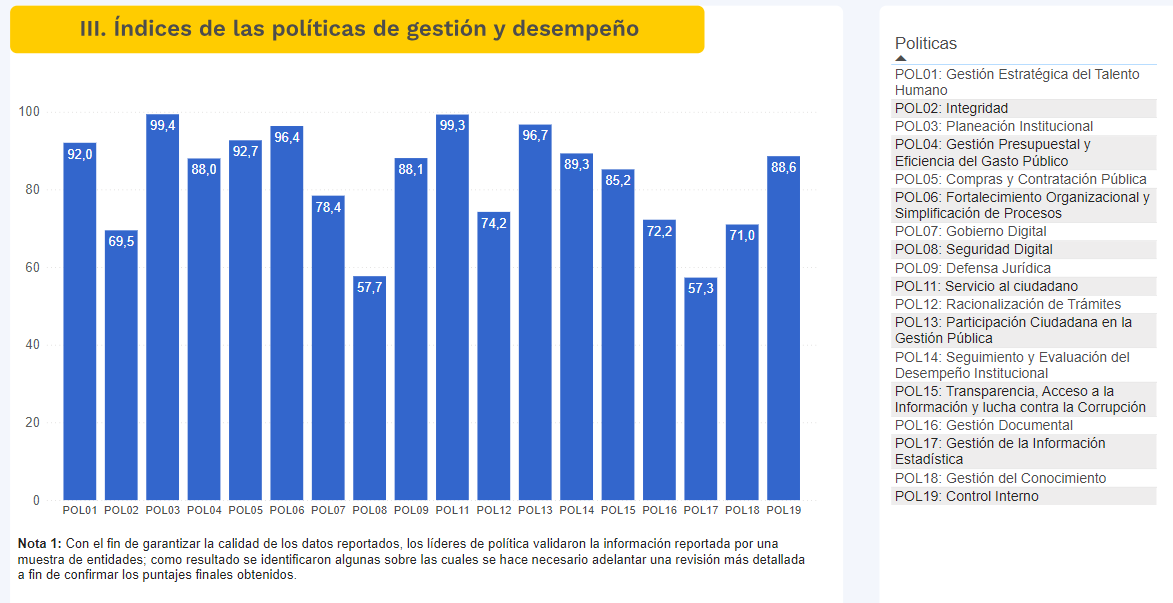 III. Índices de las políticas de gestión y desempeño
100
80
60
40
20
0
92,0
69,5
99,4
88,0
92,7
96,4
78,4
57,7
88,1
99,3
74,2
96,7
89,3
85,2
72,2
57,3
71,0
88,6
POL01 POL02 POL03 POL04 POL05 POL06 POL07 POL08 POL09 POL11 POL12 POL13 POL14 POL15 POL16 POL17 POL18 POL19
Nota 1: Con el fin de garantizar la calidad de los datos reportados, los líderes de política validaron la información reportada por una
muestra de entidades; como resultado se identificaron algunas sobre las cuales se hace necesario adelantar una revisión más detallada
a fin de confirmar los puntajes finales obtenidos.
Politicas
POL01: Gestión Estratégica del Talento
Humano
POL02: Integridad
POL03: Planeación Institucional
POL04: Gestión Presupuestal y
Eficiencia del Gasto Público
POL05: Compras y Contratación Pública
POL06: Fortalecimiento Organizacional y
Simplificación de Procesos
POL07: Gobierno Digital
POL08: Seguridad Digital
POL09: Defensa Jurídica
POL11: Servicio al ciudadano
POL12: Racionalización de Trámites
POL13: Participación Ciudadana en la
Gestión Pública
POL14: Seguimiento y Evaluación del
Desempeño Institucional
POL15: Transparencia, Acceso a la
Información y lucha contra la Corrupción
POL16: Gestión Documental
POL17: Gestión de la Información
Estadística
POL18: Gestión del Conocimiento
POL19: Control Interno